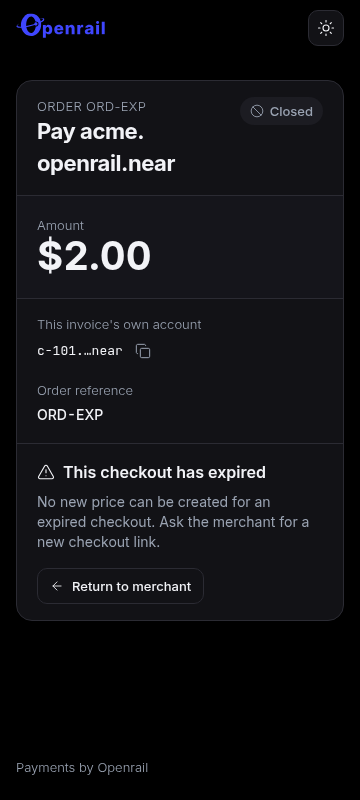 Openrail
ORDER ORD-EXP
Closed
Pay acme.
openrail.near
Amount
$2.00
This invoice's own account
c-101.…near
Order reference
ORD-EXP
This checkout has expired
No new price can be created for an
expired checkout. Ask the merchant for a
new checkout link.
Return to merchant
Payments by Openrail